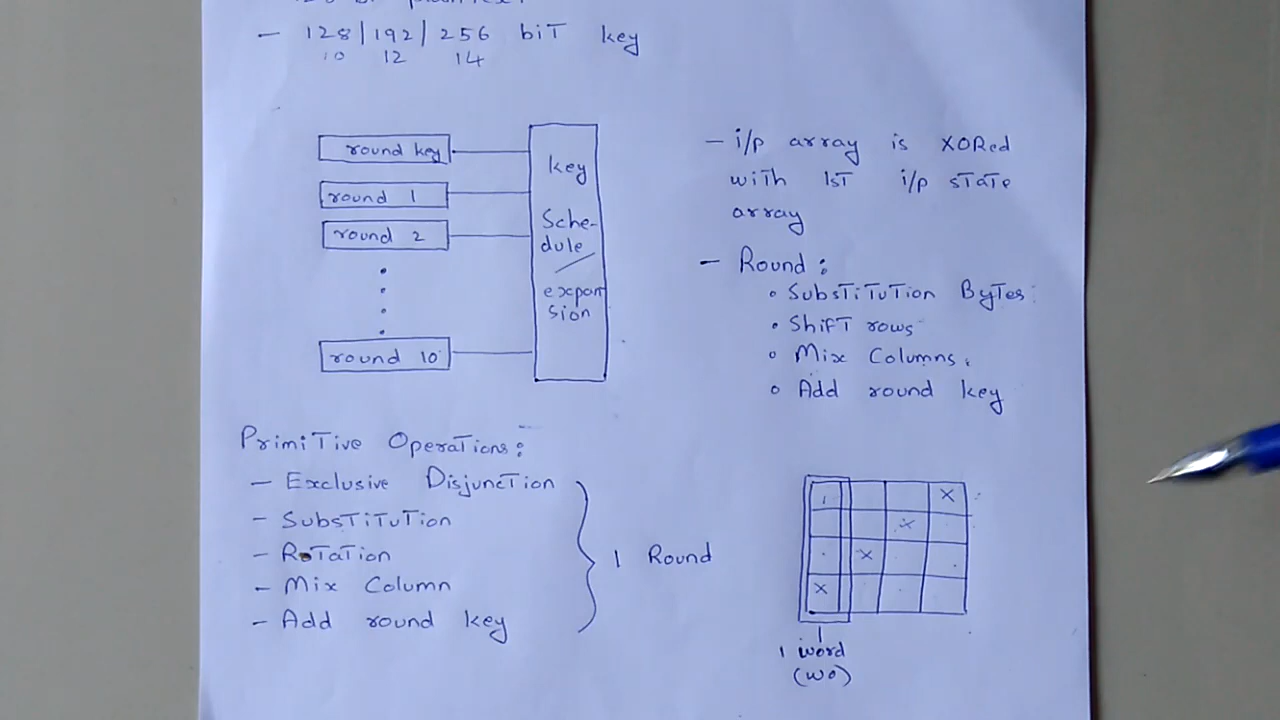 - 128/192/256 biT key
10 12 14
round key
round 1
round 2
round 10
key
Sche-
dule
/
expan
sion
- i/p array is XORed
with 1sT i/p sTaTe
array
- Round:
• SubsTiTuTion ByTes:
• ShifT rows
• Mix Columns.
• Add round key
PrimiTive OperaTions:
- Exclusive DisjuncTion
- SubsTiTuTion
- RoTaTion
- Mix Column
- Add round key
1 Round
1 word
(w0)